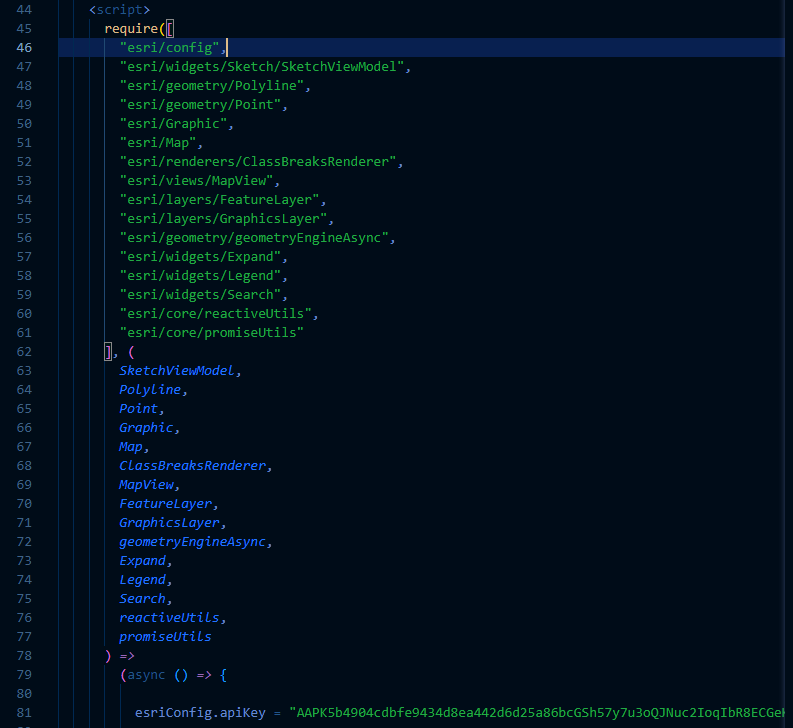 44 <script>
45 require([
46 "esri/config",
47 "esri/widgets/Sketch/SketchViewModel",
48 "esri/geometry/Polyline",
49 "esri/geometry/Point",
50 "esri/Graphic",
51 "esri/Map",
52 "esri/renderers/ClassBreaksRenderer",
53 "esri/views/MapView",
54 "esri/layers/FeatureLayer",
55 "esri/layers/GraphicsLayer",
56 "esri/geometry/geometryEngineAsync",
57 "esri/widgets/Expand",
58 "esri/widgets/Legend",
59 "esri/widgets/Search",
60 "esri/core/reactiveUtils",
61 "esri/core/promiseUtils"
62 ], (
63 SketchViewModel,
64 Polyline,
65 Point,
66 Graphic,
67 Map,
68 ClassBreaksRenderer,
69 MapView,
70 FeatureLayer,
71 GraphicsLayer,
72 geometryEngineAsync,
73 Expand,
74 Legend,
75 Search,
76 reactiveUtils,
77 promiseUtils
78 ) =>
79 (async () => {
80
81 esriConfig.apiKey = "AAPK5b4904cdbfe9434d8ea442d6d25a86bcGSh57y7u3oQJNuc2IoqIbR8ECGe